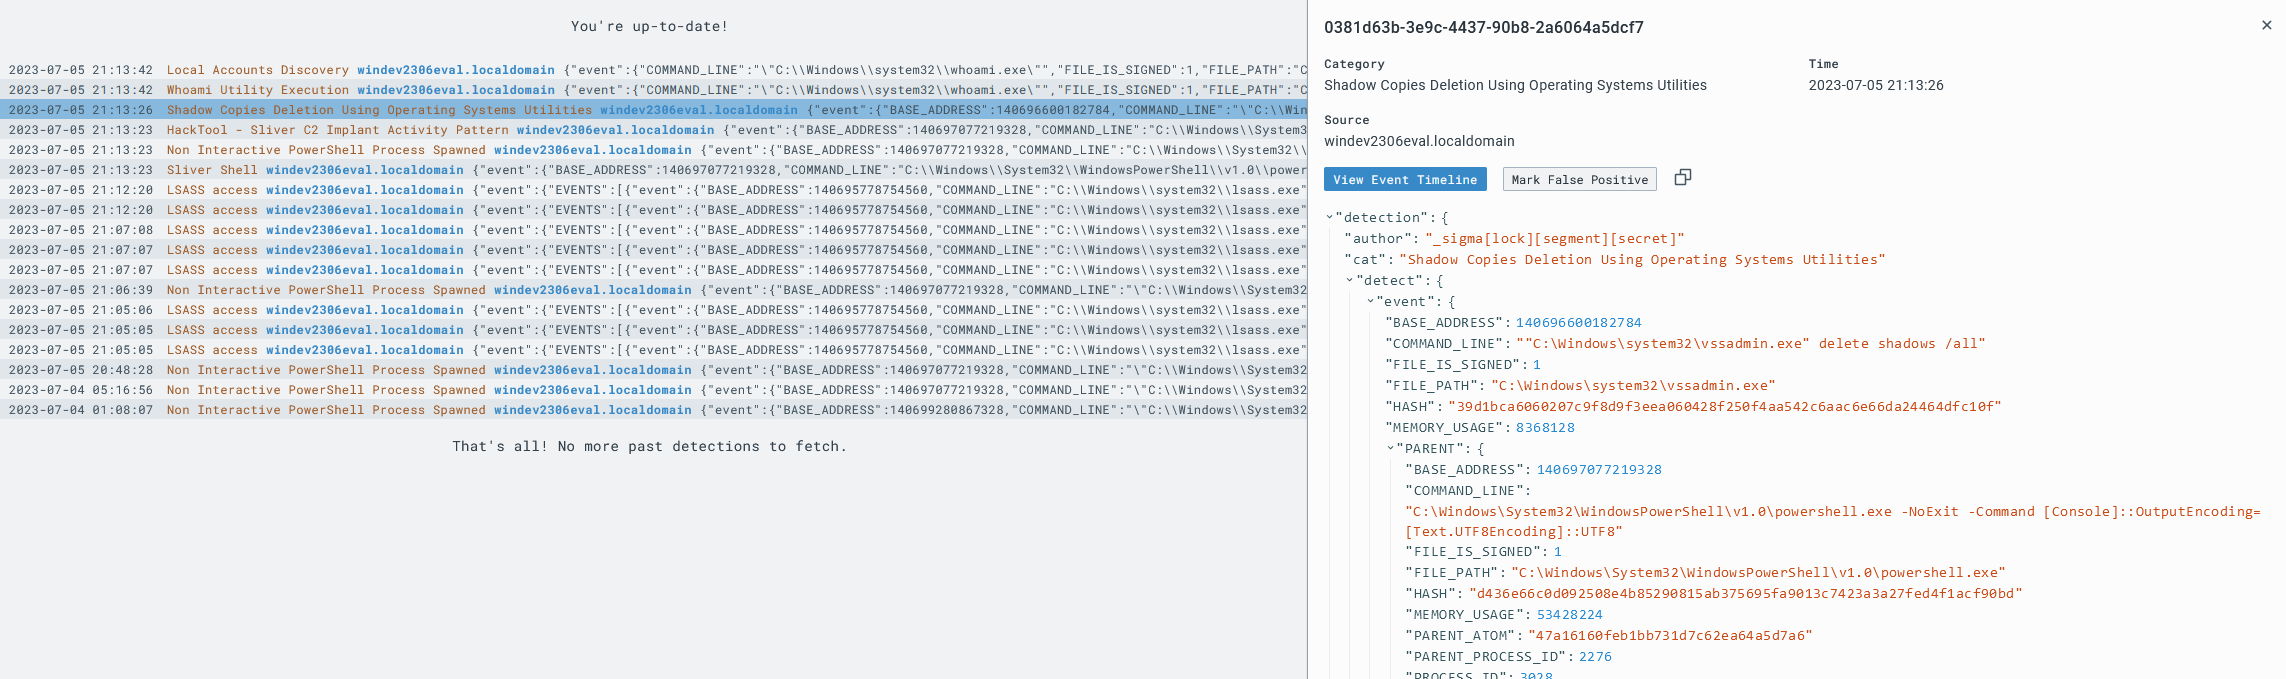 You're up-to-date!
2023-07-05 21:13:42 Local Accounts Discovery windev2306eval.localdomain {"event":{"COMMAND_LINE":"\"C:\\Windows\\system32\\whoami.exe\"","FILE_IS_SIGNED":1,"FILE_PATH":"C
2023-07-05 21:13:42 Whoami Utility Execution windev2306eval.localdomain {"event":{"COMMAND_LINE":"\"C:\\Windows\\system32\\whoami.exe\"","FILE_IS_SIGNED":1,"FILE_PATH":"C
2023-07-05 21:13:26 Shadow Copies Deletion Using Operating Systems Utilities windev2306eval.localdomain {"event":{"BASE_ADDRESS":140696600182784,"COMMAND_LINE":"\"C:\\Win
2023-07-05 21:13:23 HackTool - Sliver C2 Implant Activity Pattern windev2306eval.localdomain {"event":{"BASE_ADDRESS":140697077219328,"COMMAND_LINE":"C:\\Windows\\System3
2023-07-05 21:13:23 Non Interactive PowerShell Process Spawned windev2306eval.localdomain {"event":{"BASE_ADDRESS":140697077219328,"COMMAND_LINE":"C:\\Windows\\System32\\
2023-07-05 21:13:23 Sliver Shell windev2306eval.localdomain {"event":{"BASE_ADDRESS":140697077219328,"COMMAND_LINE":"C:\\Windows\\System32\\WindowsPowerShell\\v1.0\\power
2023-07-05 21:12:20 LSASS access windev2306eval.localdomain {"event":{"EVENTS":[{"event":{"BASE_ADDRESS":140695778754560,"COMMAND_LINE":"C:\\Windows\\system32\\lsass.exe"
2023-07-05 21:12:20 LSASS access windev2306eval.localdomain {"event":{"EVENTS":[{"event":{"BASE_ADDRESS":140695778754560,"COMMAND_LINE":"C:\\Windows\\system32\\lsass.exe"
2023-07-05 21:07:08 LSASS access windev2306eval.localdomain {"event":{"EVENTS":[{"event":{"BASE_ADDRESS":140695778754560,"COMMAND_LINE":"C:\\Windows\\system32\\lsass.exe"
2023-07-05 21:07:07 LSASS access windev2306eval.localdomain {"event":{"EVENTS":[{"event":{"BASE_ADDRESS":140695778754560,"COMMAND_LINE":"C:\\Windows\\system32\\lsass.exe"
2023-07-05 21:07:07 LSASS access windev2306eval.localdomain {"event":{"EVENTS":[{"event":{"BASE_ADDRESS":140695778754560,"COMMAND_LINE":"C:\\Windows\\system32\\lsass.exe"
2023-07-05 21:06:39 Non Interactive PowerShell Process Spawned windev2306eval.localdomain {"event":{"BASE_ADDRESS":140697077219328,"COMMAND_LINE":"\"C:\\Windows\\System32
2023-07-05 21:05:06 LSASS access windev2306eval.localdomain {"event":{"EVENTS":[{"event":{"BASE_ADDRESS":140695778754560,"COMMAND_LINE":"C:\\Windows\\system32\\lsass.exe"
2023-07-05 21:05:05 LSASS access windev2306eval.localdomain {"event":{"EVENTS":[{"event":{"BASE_ADDRESS":140695778754560,"COMMAND_LINE":"C:\\Windows\\system32\\lsass.exe"
2023-07-05 21:05:05 LSASS access windev2306eval.localdomain {"event":{"EVENTS":[{"event":{"BASE_ADDRESS":140695778754560,"COMMAND_LINE":"C:\\Windows\\system32\\lsass.exe"
2023-07-05 20:48:28 Non Interactive PowerShell Process Spawned windev2306eval.localdomain {"event":{"BASE_ADDRESS":140697077219328,"COMMAND_LINE":"\"C:\\Windows\\System32
2023-07-04 05:16:56 Non Interactive PowerShell Process Spawned windev2306eval.localdomain {"event":{"BASE_ADDRESS":140697077219328,"COMMAND_LINE":"\"C:\\Windows\\System32
2023-07-04 01:08:07 Non Interactive PowerShell Process Spawned windev2306eval.localdomain {"event":{"BASE_ADDRESS":140699280867328,"COMMAND_LINE":"\"C:\\Windows\\System32
That's all! No more past detections to fetch.
0381d63b-3e9c-4437-90b8-2a6064a5dcf7
Category
Time
Shadow Copies Deletion Using Operating Systems Utilities
2023-07-05 21:13:26
Source
windev2306eval.localdomain
View Event Timeline
Mark False Positive
"detection": {
"author": "_sigma[lock][segment][secret]"
"cat": "Shadow Copies Deletion Using Operating Systems Utilities"
"detect": {
"event": {
"BASE_ADDRESS": 140696600182784
"COMMAND_LINE": ""C:\Windows\system32\vssadmin.exe" delete shadows /all"
"FILE_IS_SIGNED": 1
"FILE_PATH": "C:\Windows\system32\vssadmin.exe"
"HASH": "39d1bca6060207c9f8d9f3eea060428f250f4aa542c6aac6e66da24464dfc10f"
"MEMORY_USAGE": 8368128
"PARENT": {
"BASE_ADDRESS": 140697077219328
"COMMAND_LINE":
"C:\Windows\System32\WindowsPowerShell\v1.0\powershell.exe -NoExit -Command [Console]::OutputEncoding=
[Text.UTF8Encoding]::UTF8"
"FILE_IS_SIGNED": 1
"FILE_PATH": "C:\Windows\System32\WindowsPowerShell\v1.0\powershell.exe"
"HASH": "d436e66c0d092508e4b85290815ab375695fa9013c7423a3a27fed4f1acf90bd"
"MEMORY_USAGE": 53428224
"PARENT_ATOM": "47a16160feb1bb731d7c62ea64a5d7a6"
"PARENT_PROCESS_ID": 2276
"PROCESS_ID": 3028